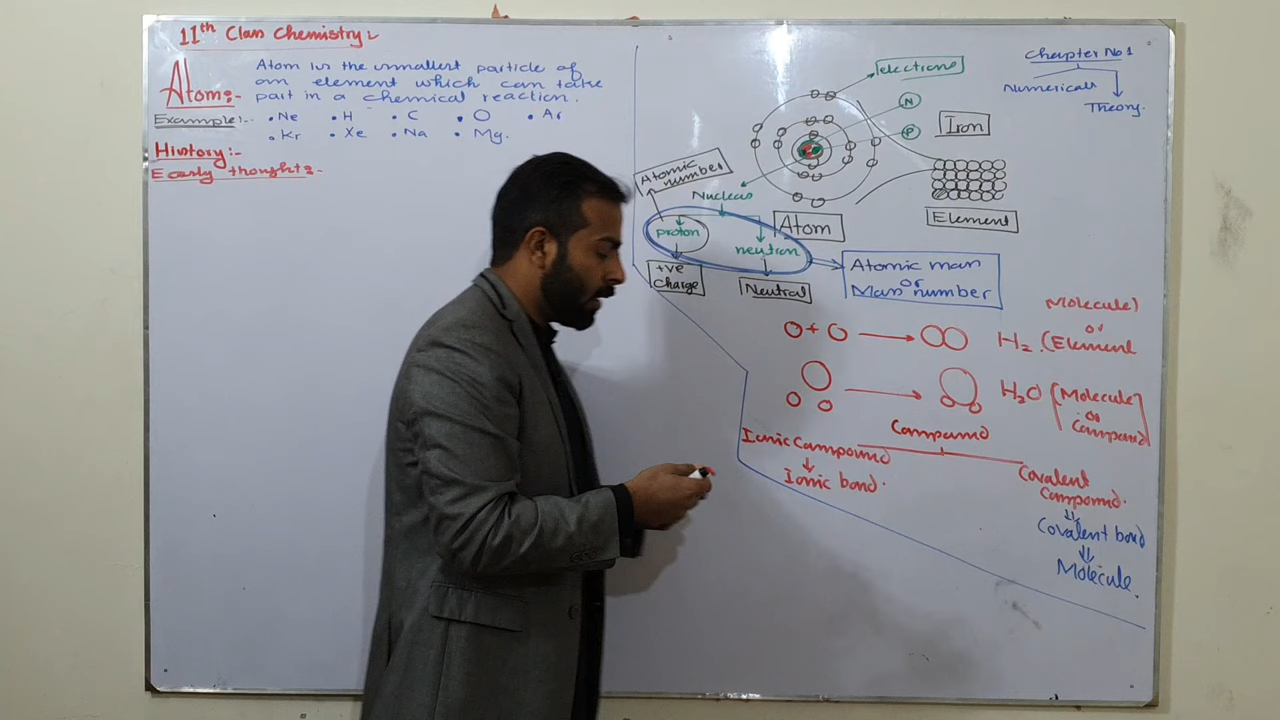 11th Class Chemistry:
Atom:-
Atom is the smallest particle of
an element which can take
part in a chemical reaction.
Example:-
• Ne • H • C • O • Ar
• Kr • Xe • Na • Mg.
History:-
Early thoughts:-
Chapter No 1
Numericals
Theory.
electrons
N
P
Iron
Element
Atomic number
Nucleus
Atom
proton
neutron
+ve charge
Neutral
Atomic mass
or
Mass number
Molecule)
or
H₂ (Element
H₂O (Molecule)
or
Compound
Compound
Ionic Compound
Ionic bond.
Covalent
Compound.
Covalent bond
Molecule.